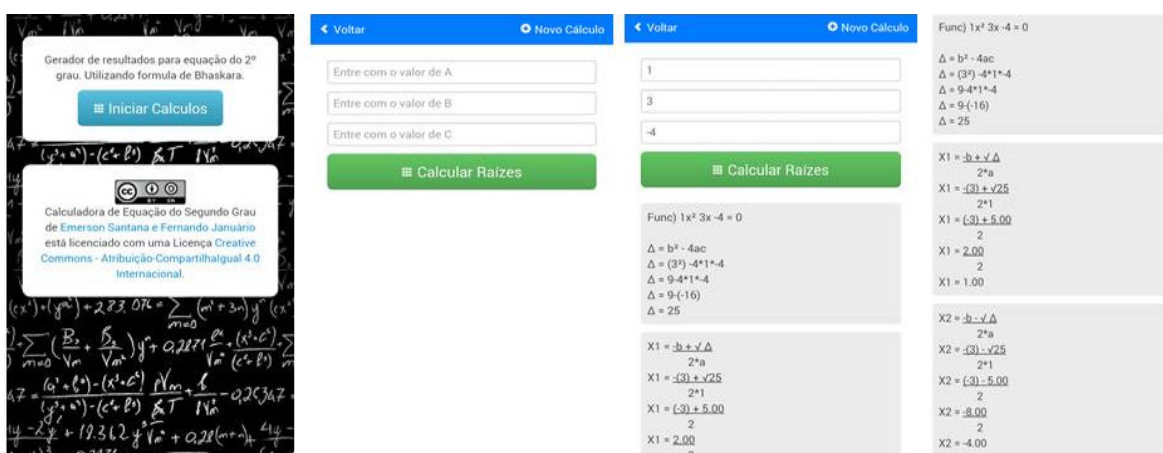 Gerador de resultados para equação do 2º
grau. Utilizando formula de Bhaskara.
Iniciar Calculos
CC BY SA
Calculadora de Equação do Segundo Grau
de Emerson Santana e Fernando Januário
está licenciado com uma Licença Creative
Commons - Atribuição-CompartilhaIgual 4.0
Internacional.
Voltar
Novo Cálculo
Entre com o valor de A
Entre com o valor de B
Entre com o valor de C
Calcular Raízes
Voltar
Novo Cálculo
1
3
-4
Calcular Raízes
Func) 1x² 3x -4 = 0
Δ = b² - 4ac
Δ = (3²) -4*1*-4
Δ = 9-4*1*-4
Δ = 9-(-16)
Δ = 25
X1 = -b + √ Δ
2*a
X1 = -(3) + √25
2*1
X1 = (-3) + 5.00
2
X1 = 2.00
Func) 1x² 3x -4 = 0
Δ = b² - 4ac
Δ = (3²) -4*1*-4
Δ = 9-4*1*-4
Δ = 9-(-16)
Δ = 25
X1 = -b + √ Δ
2*a
X1 = -(3) + √25
2*1
X1 = (-3) + 5.00
2
X1 = 2.00
2
X1 = 1.00
X2 = -b - √ Δ
2*a
X2 = -(3) - √25
2*1
X2 = (-3) - 5.00
2
X2 = -8.00
2
X2 = -4.00